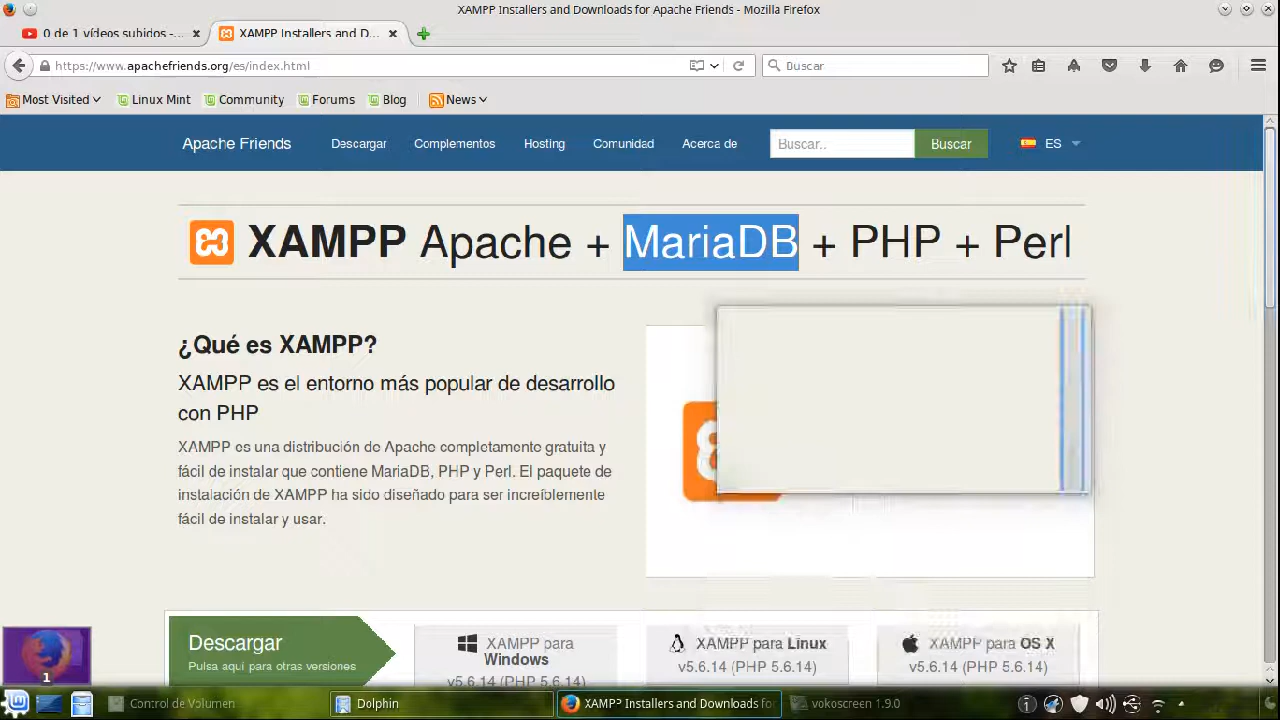 XAMPP Installers and Downloads for Apache Friends - Mozilla Firefox
0 de 1 vídeos subidos -...
XAMPP Installers and D...
https://www.apachefriends.org/es/index.html
Buscar
Most Visited
Linux Mint
Community
Forums
Blog
News
Apache Friends
Descargar
Complementos
Hosting
Comunidad
Acerca de
Buscar..
Buscar
ES
XAMPP Apache + MariaDB + PHP + Perl
¿Qué es XAMPP?
XAMPP es el entorno más popular de desarrollo
con PHP
XAMPP es una distribución de Apache completamente gratuita y
fácil de instalar que contiene MariaDB, PHP y Perl. El paquete de
instalación de XAMPP ha sido diseñado para ser increíblemente
fácil de instalar y usar.
Descargar
Pulsa aquí para otras versiones
XAMPP para
Windows
v5.6.14 (PHP 5.6.14)
XAMPP para Linux
v5.6.14 (PHP 5.6.14)
XAMPP para OS X
v5.6.14 (PHP 5.6.14)
1
Control de Volumen
Dolphin
XAMPP Installers and Downloads for
vokoscreen 1.9.0